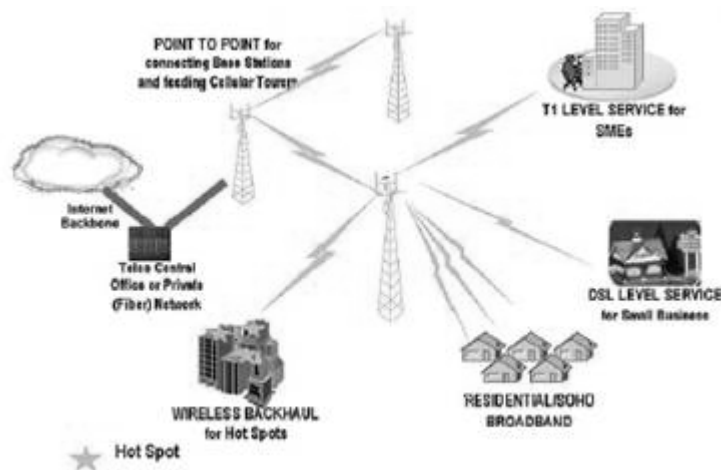 POINT TO POINT for
connecting Base Stations
and feeding Cellular Towers
T1 LEVEL SERVICE for
SMEs
Internet
Backbone
Telco Central
Office or Private
(Fiber) Network
DSL LEVEL SERVICE
for Small Business
WIRELESS BACKHAUL
for Hot Spots
RESIDENTIAL/SOHO
BROADBAND
Hot Spot